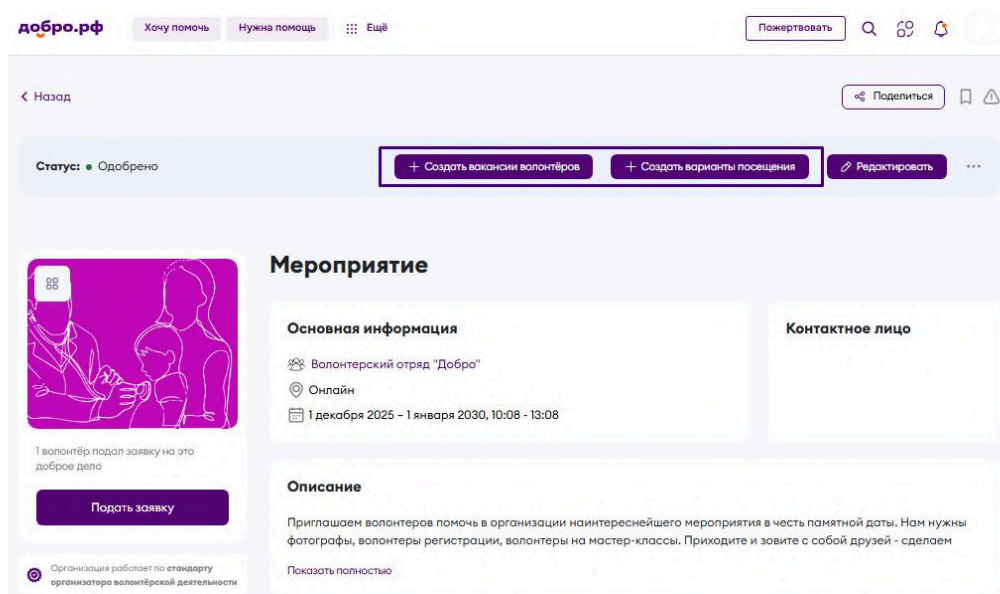 добро.рф
Хочу помочь
Нужна помощь
Ещё
Пожертвовать
Назад
Поделиться
Статус: Одобрено
+ Создать вакансии волонтёров
+ Создать варианты посещения
Редактировать
Мероприятие
Основная информация
Волонтерский отряд "Добро"
Онлайн
1 декабря 2025 – 1 января 2030, 10:08 - 13:08
Контактное лицо
1 волонтёр подал заявку на это
доброе дело
Подать заявку
Организация работает по стандарту
организатора волонтёрской деятельности
Описание
Приглашаем волонтеров помочь в организации наинтереснейшего мероприятия в честь памятной даты. Нам нужны
фотографы, волонтеры регистрации, волонтеры на мастер-классы. Приходите и зовите с собой друзей - сделаем
Показать полностью